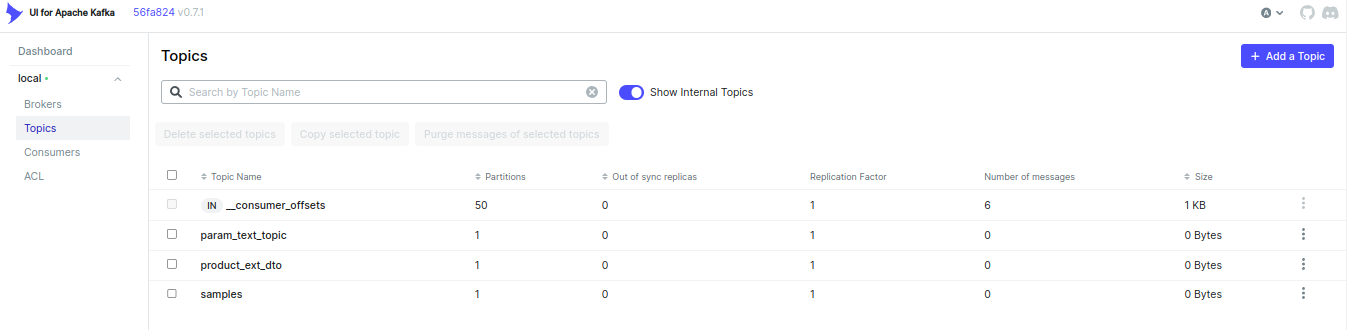 UI for Apache Kafka 56fa824 v0.7.1 A
Dashboard
local
Brokers
Topics
Consumers
ACL
Topics
+ Add a Topic
Search by Topic Name
Show Internal Topics
Delete selected topics Copy selected topic Purge messages of selected topics
Topic Name Partitions Out of sync replicas Replication Factor Number of messages Size
IN __consumer_offsets 50 0 1 6 1 KB
param_text_topic 1 0 1 0 0 Bytes
product_ext_dto 1 0 1 0 0 Bytes
samples 1 0 1 0 0 Bytes